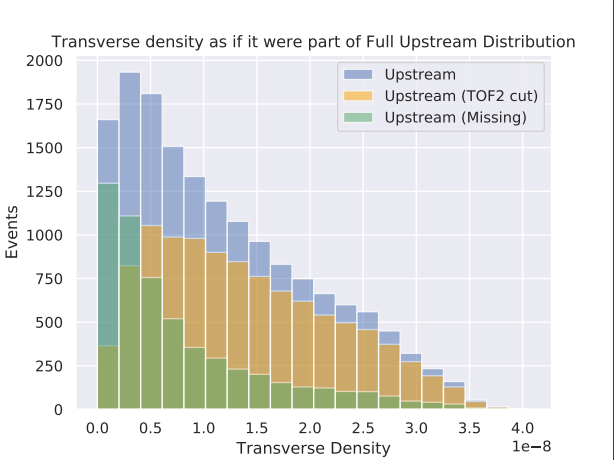 Transverse density as if it were part of Full Upstream Distribution
Upstream
Upstream (TOF2 cut)
Upstream (Missing)
2000
1750
1500
1250
1000
750
500
250
0
Events
0.0 0.5 1.0 1.5 2.0 2.5 3.0 3.5 4.0
1e−8
Transverse Density